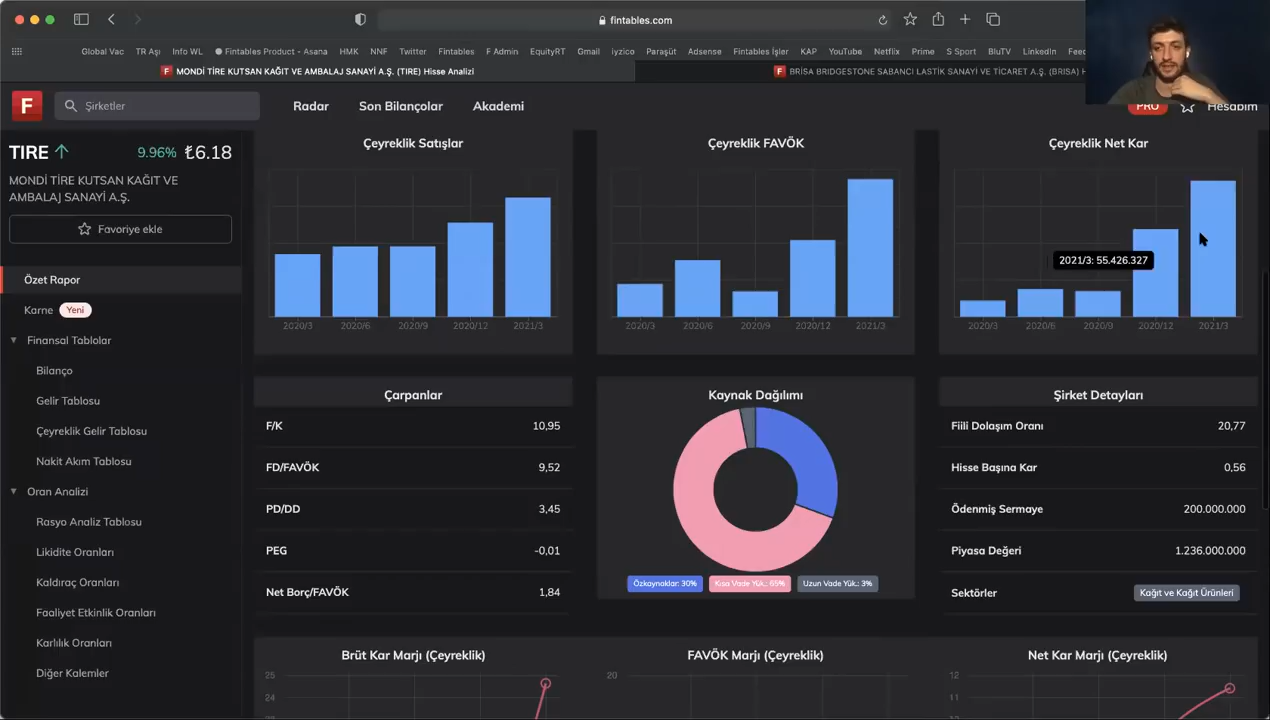 fintables.com
Global Vac TR Aşı Info WL Fintables Product - Asana HMK NNF Twitter Fintables F Admin EquityRT Gmail iyzico Paraşüt Adsense Fintables İşler KAP YouTube Netflix Prime S Sport BluTV LinkedIn Feed
F MONDİ TİRE KUTSAN KAĞIT VE AMBALAJ SANAYİ A.Ş. (TIRE) Hisse Analizi
F BRİSA BRIDGESTONE SABANCI LASTİK SANAYİ VE TİCARET A.Ş. (BRISA) H
F Şirketler Radar Son Bilançolar Akademi PRO Hesabım
TIRE 9.96% ₺6.18
MONDİ TİRE KUTSAN KAĞIT VE
AMBALAJ SANAYİ A.Ş.
Favoriye ekle
Özet Rapor
Karne Yeni
Finansal Tablolar
Bilanço
Gelir Tablosu
Çeyreklik Gelir Tablosu
Nakit Akım Tablosu
Oran Analizi
Rasyo Analiz Tablosu
Likidite Oranları
Kaldıraç Oranları
Faaliyet Etkinlik Oranları
Karlılık Oranları
Diğer Kalemler
Çeyreklik Satışlar
2020/3 2020/6 2020/9 2020/12 2021/3
Çeyreklik FAVÖK
2020/3 2020/6 2020/9 2020/12 2021/3
Çeyreklik Net Kar
2021/3: 55.426.327
2020/3 2020/6 2020/9 2020/12 2021/3
Çarpanlar
F/K 10,95
FD/FAVÖK 9,52
PD/DD 3,45
PEG -0,01
Net Borç/FAVÖK 1,84
Kaynak Dağılımı
Özkaynaklar: 30% Kısa Vade Yük.: 65% Uzun Vade Yük.: 3%
Şirket Detayları
Fiili Dolaşım Oranı 20,77
Hisse Başına Kar 0,56
Ödenmiş Sermaye 200.000.000
Piyasa Değeri 1.236.000.000
Sektörler Kağıt ve Kağıt Ürünleri
Brüt Kar Marjı (Çeyreklik)
25
24
FAVÖK Marjı (Çeyreklik)
20
Net Kar Marjı (Çeyreklik)
12
11